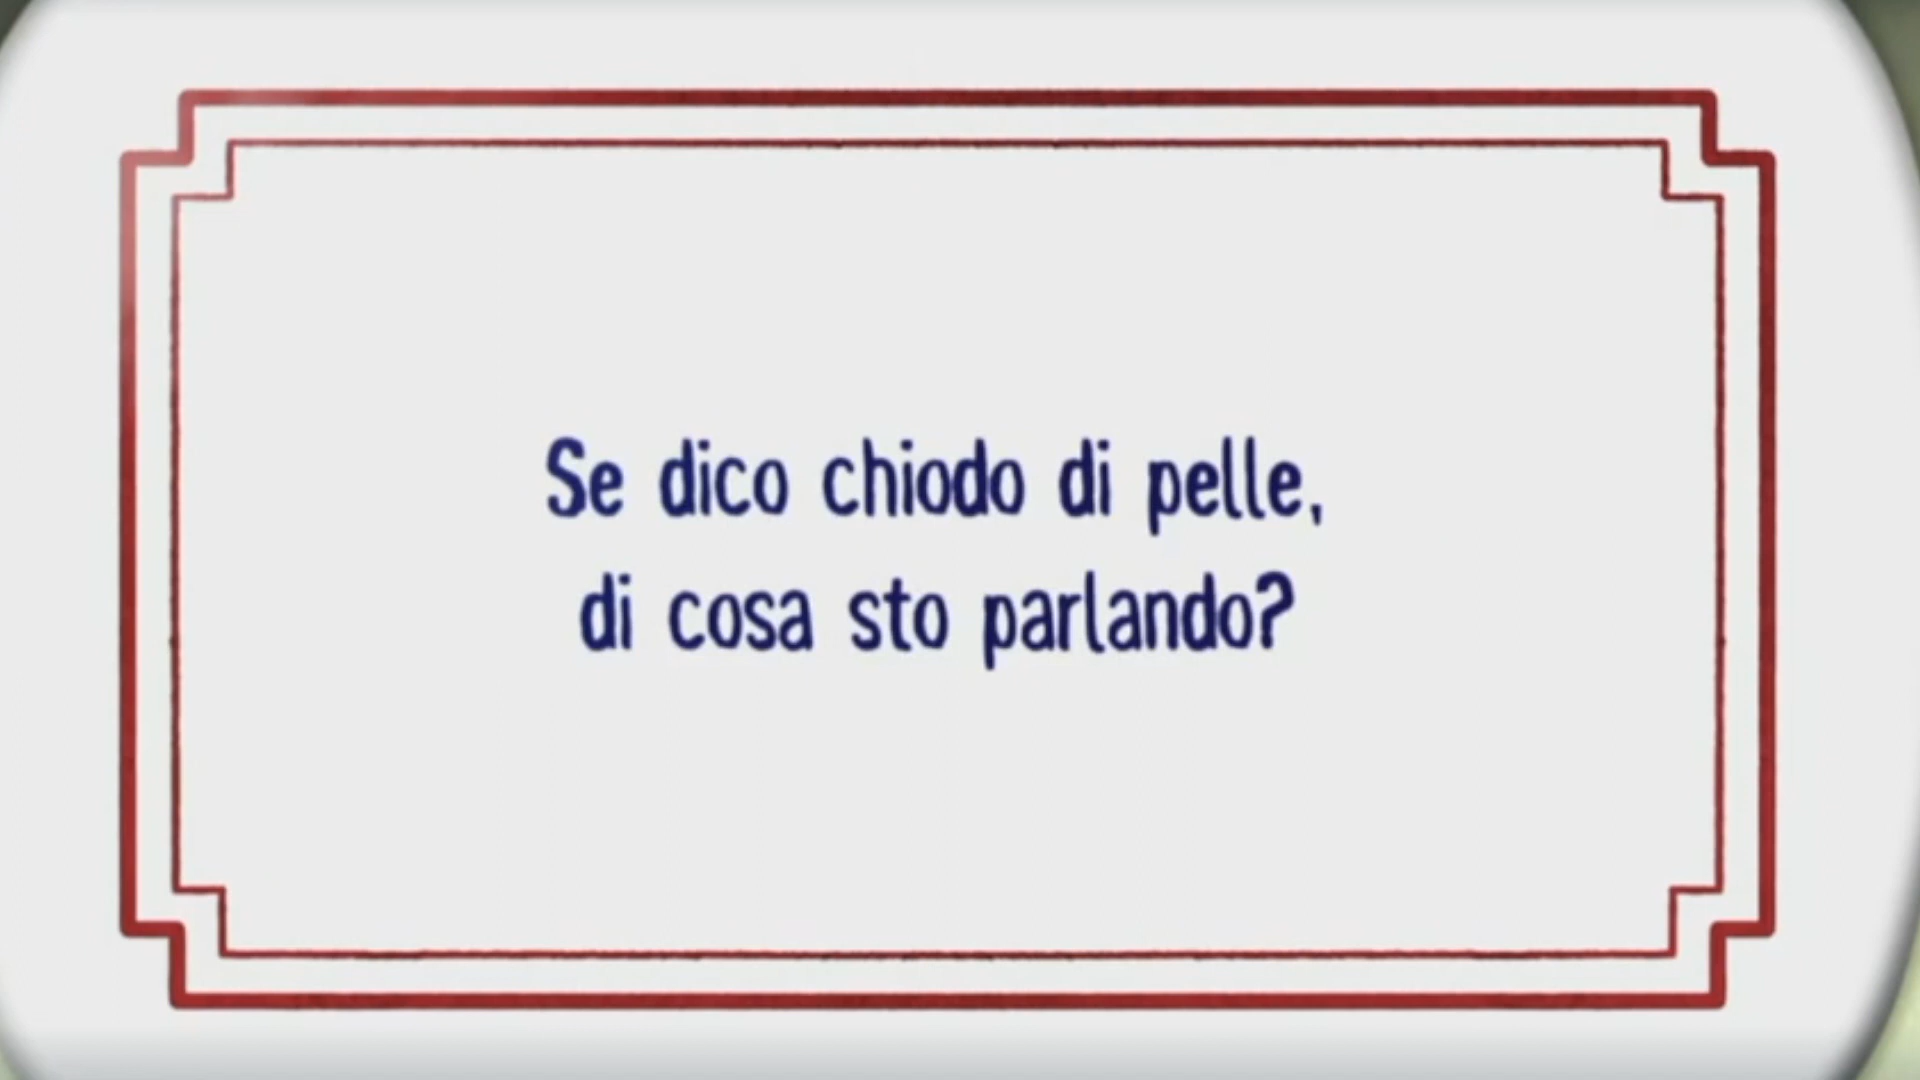 Se dico chiodo di pelle,
di cosa sto parlando?